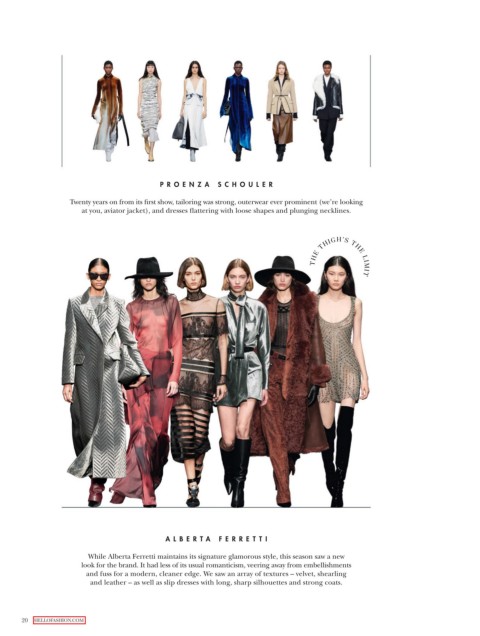 PROENZA SCHOULER
Twenty years on from its first show, tailoring was strong, outerwear ever prominent (we're looking
at you, aviator jacket), and dresses flattering with loose shapes and plunging necklines.
THE THIGH'S THE LIMIT
ALBERTA FERRETTI
While Alberta Ferretti maintains its signature glamorous style, this season saw a new
look for the brand. It had less of its usual romanticism, veering away from embellishments
and fuss for a modern, cleaner edge. We saw an array of textures – velvet, shearling
and leather – as well as slip dresses with long, sharp silhouettes and strong coats.
20 HELLOFASHION.COM